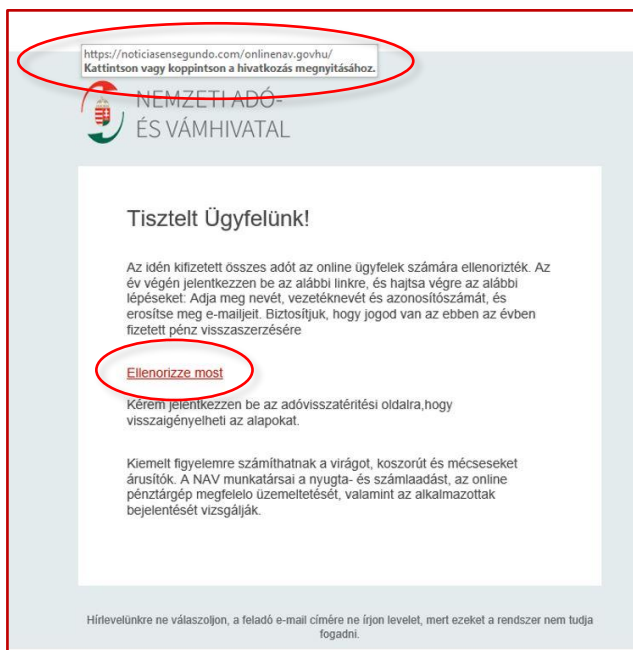 https://noticiasensegundo.com/onlinenav.govhu/
Kattintson vagy koppintson a hivatkozás megnyitásához.
NEMZETI ADÓ-
ÉS VÁMHIVATAL
Tisztelt Ügyfelünk!
Az idén kifizetett összes adót az online ügyfelek számára ellenorizték. Az
év végén jelentkezzen be az alábbi linkre, és hajtsa végre az alábbi
lépéseket: Adja meg nevét, vezetéknevét és azonosítószámát, és
erosítse meg e-mailjeit. Biztosítjuk, hogy jogod van az ebben az évben
fizetett pénz visszaszerzésére
Ellenorizze most
Kérem jelentkezzen be az adóvisszatérítési oldalra,hogy
visszaigényelheti az alapokat.
Kiemelt figyelemre számíthatnak a virágot, koszorút és mécseseket
árusítók. A NAV munkatársai a nyugta- és számlaadást, az online
pénztárgép megfelelo üzemeltetését, valamint az alkalmazottak
bejelentését vizsgálják.
Hírlevelünkre ne válaszoljon, a feladó e-mail címére ne írjon levelet, mert ezeket a rendszer nem tudja
fogadni.